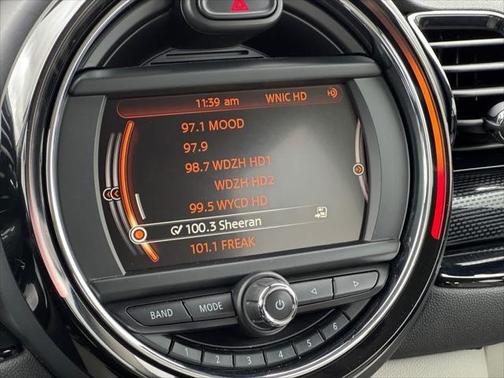 11:39 am WNIC HD
97.1 MOOD
97.9
98.7 WDZH HD1
WDZH HD2
99.5 WYCD HD
100.3 Sheeran
101.1 FREAK
BAND MODE
1 2 3 4 5 6